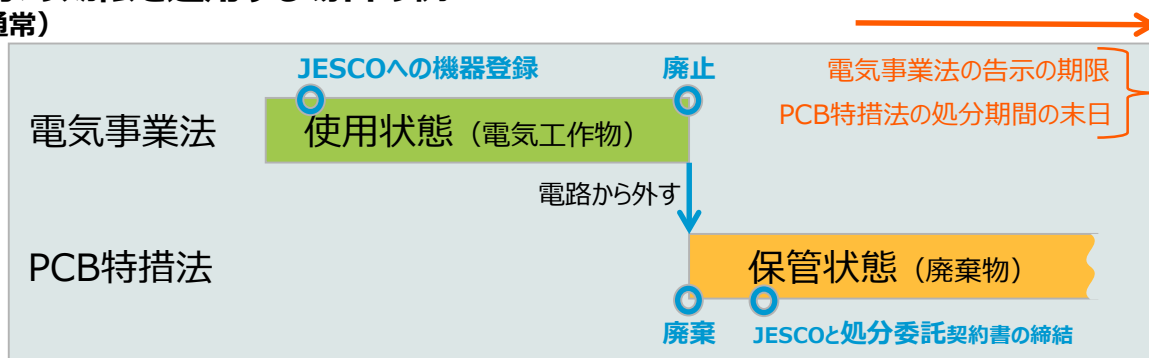 通常）
JESCOへの機器登録
廃止
電気事業法の告示の期限
PCB特措法の処分期間の末日
電気事業法
使用状態（電気工作物）
電路から外す
PCB特措法
保管状態（廃棄物）
廃棄
JESCOと処分委託契約書の締結